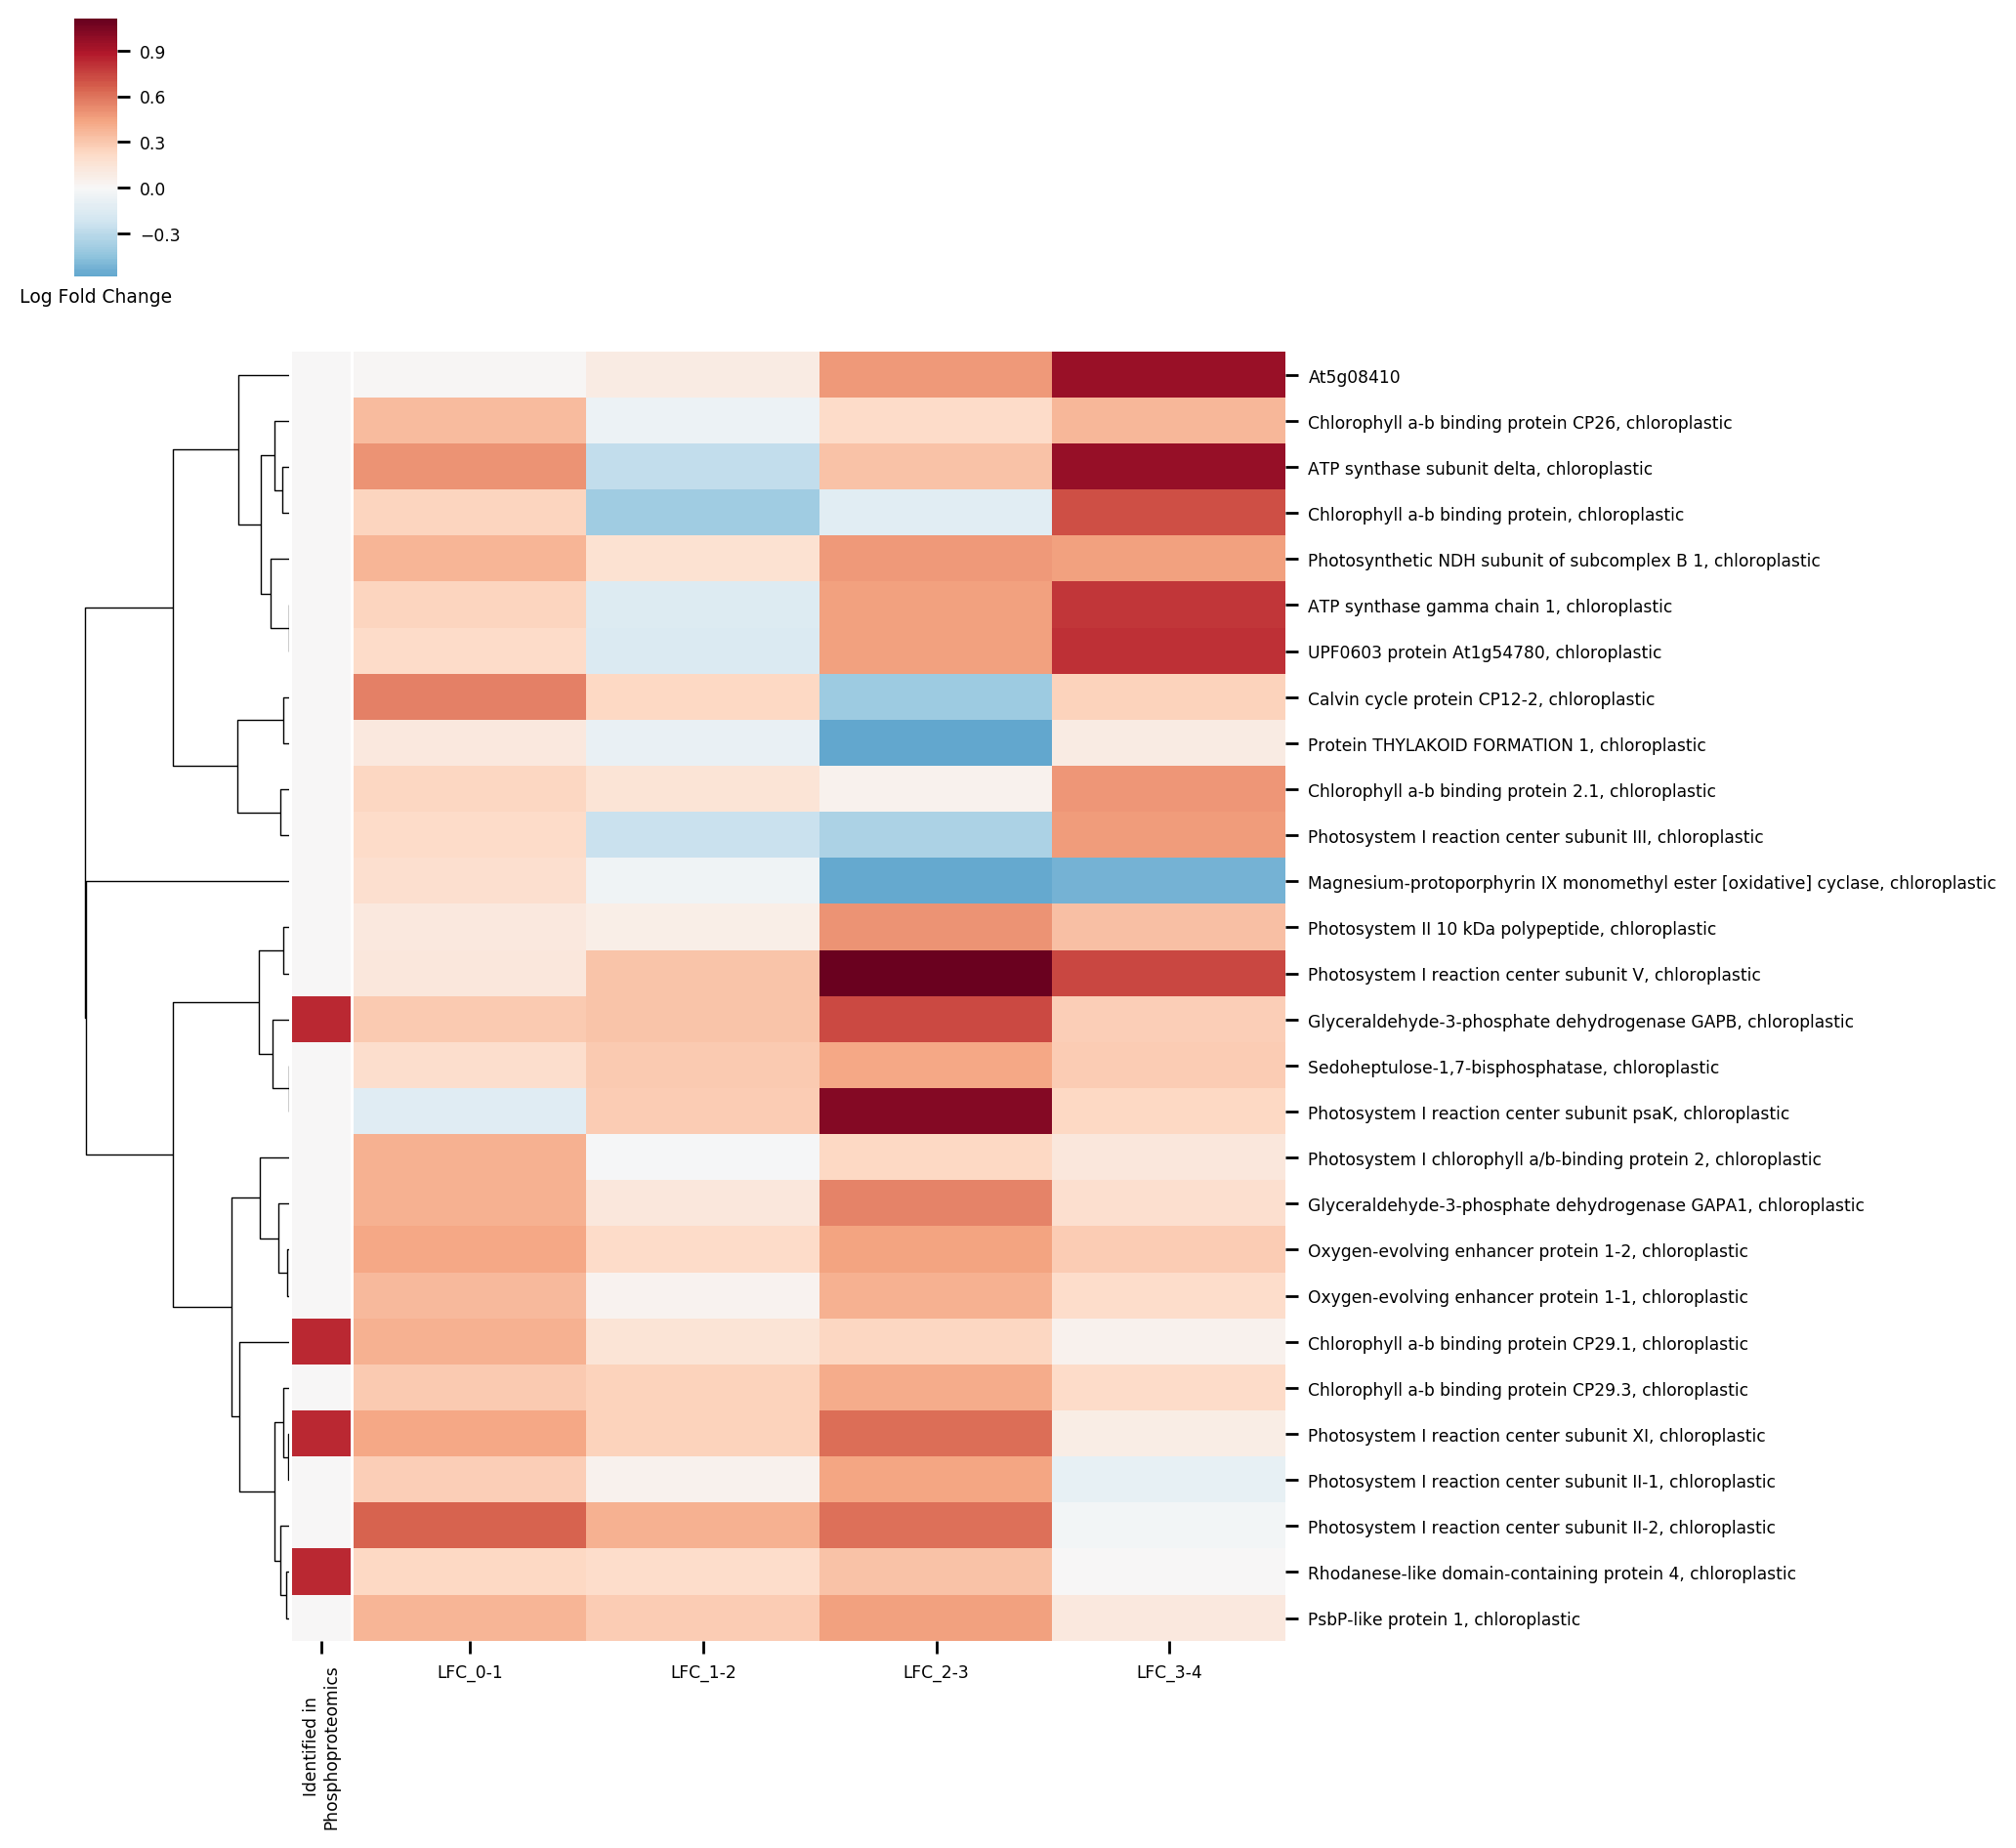 0.9
0.6
0.3
0.0
−0.3
Log Fold Change
At5g08410
Chlorophyll a-b binding protein CP26, chloroplastic
ATP synthase subunit delta, chloroplastic
Chlorophyll a-b binding protein, chloroplastic
Photosynthetic NDH subunit of subcomplex B 1, chloroplastic
ATP synthase gamma chain 1, chloroplastic
UPF0603 protein At1g54780, chloroplastic
Calvin cycle protein CP12-2, chloroplastic
Protein THYLAKOID FORMATION 1, chloroplastic
Chlorophyll a-b binding protein 2.1, chloroplastic
Photosystem I reaction center subunit III, chloroplastic
Magnesium-protoporphyrin IX monomethyl ester [oxidative] cyclase, chloroplastic
Photosystem II 10 kDa polypeptide, chloroplastic
Photosystem I reaction center subunit V, chloroplastic
Glyceraldehyde-3-phosphate dehydrogenase GAPB, chloroplastic
Sedoheptulose-1,7-bisphosphatase, chloroplastic
Photosystem I reaction center subunit psaK, chloroplastic
Photosystem I chlorophyll a/b-binding protein 2, chloroplastic
Glyceraldehyde-3-phosphate dehydrogenase GAPA1, chloroplastic
Oxygen-evolving enhancer protein 1-2, chloroplastic
Oxygen-evolving enhancer protein 1-1, chloroplastic
Chlorophyll a-b binding protein CP29.1, chloroplastic
Chlorophyll a-b binding protein CP29.3, chloroplastic
Photosystem I reaction center subunit XI, chloroplastic
Photosystem I reaction center subunit II-1, chloroplastic
Photosystem I reaction center subunit II-2, chloroplastic
Rhodanese-like domain-containing protein 4, chloroplastic
PsbP-like protein 1, chloroplastic
Identified in
Phosphoproteomics
LFC_0-1
LFC_1-2
LFC_2-3
LFC_3-4